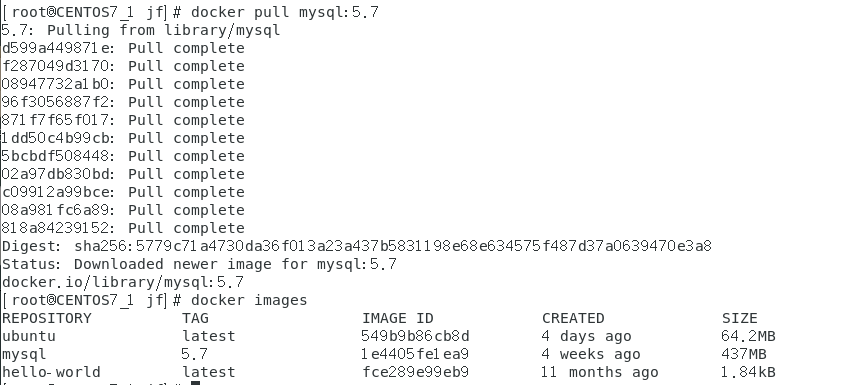 [root@CENTOS7_1 jf]# docker pull mysql:5.7
5.7: Pulling from library/mysql
d599a449871e: Pull complete
f287049d3170: Pull complete
08947732a1b0: Pull complete
96f3056887f2: Pull complete
871f7f65f017: Pull complete
1dd50c4b99cb: Pull complete
5bcbdf508448: Pull complete
02a97db830bd: Pull complete
c09912a99bce: Pull complete
08a981fc6a89: Pull complete
818a84239152: Pull complete
Digest: sha256:5779c71a4730da36f013a23a437b5831198e68e634575f487d37a0639470e3a8
Status: Downloaded newer image for mysql:5.7
docker.io/library/mysql:5.7
[root@CENTOS7_1 jf]# docker images
REPOSITORY TAG IMAGE ID CREATED SIZE
ubuntu latest 549b9b86cb8d 4 days ago 64.2MB
mysql 5.7 1e4405fe1ea9 4 weeks ago 437MB
hello-world latest fce289e99eb9 11 months ago 1.84kB